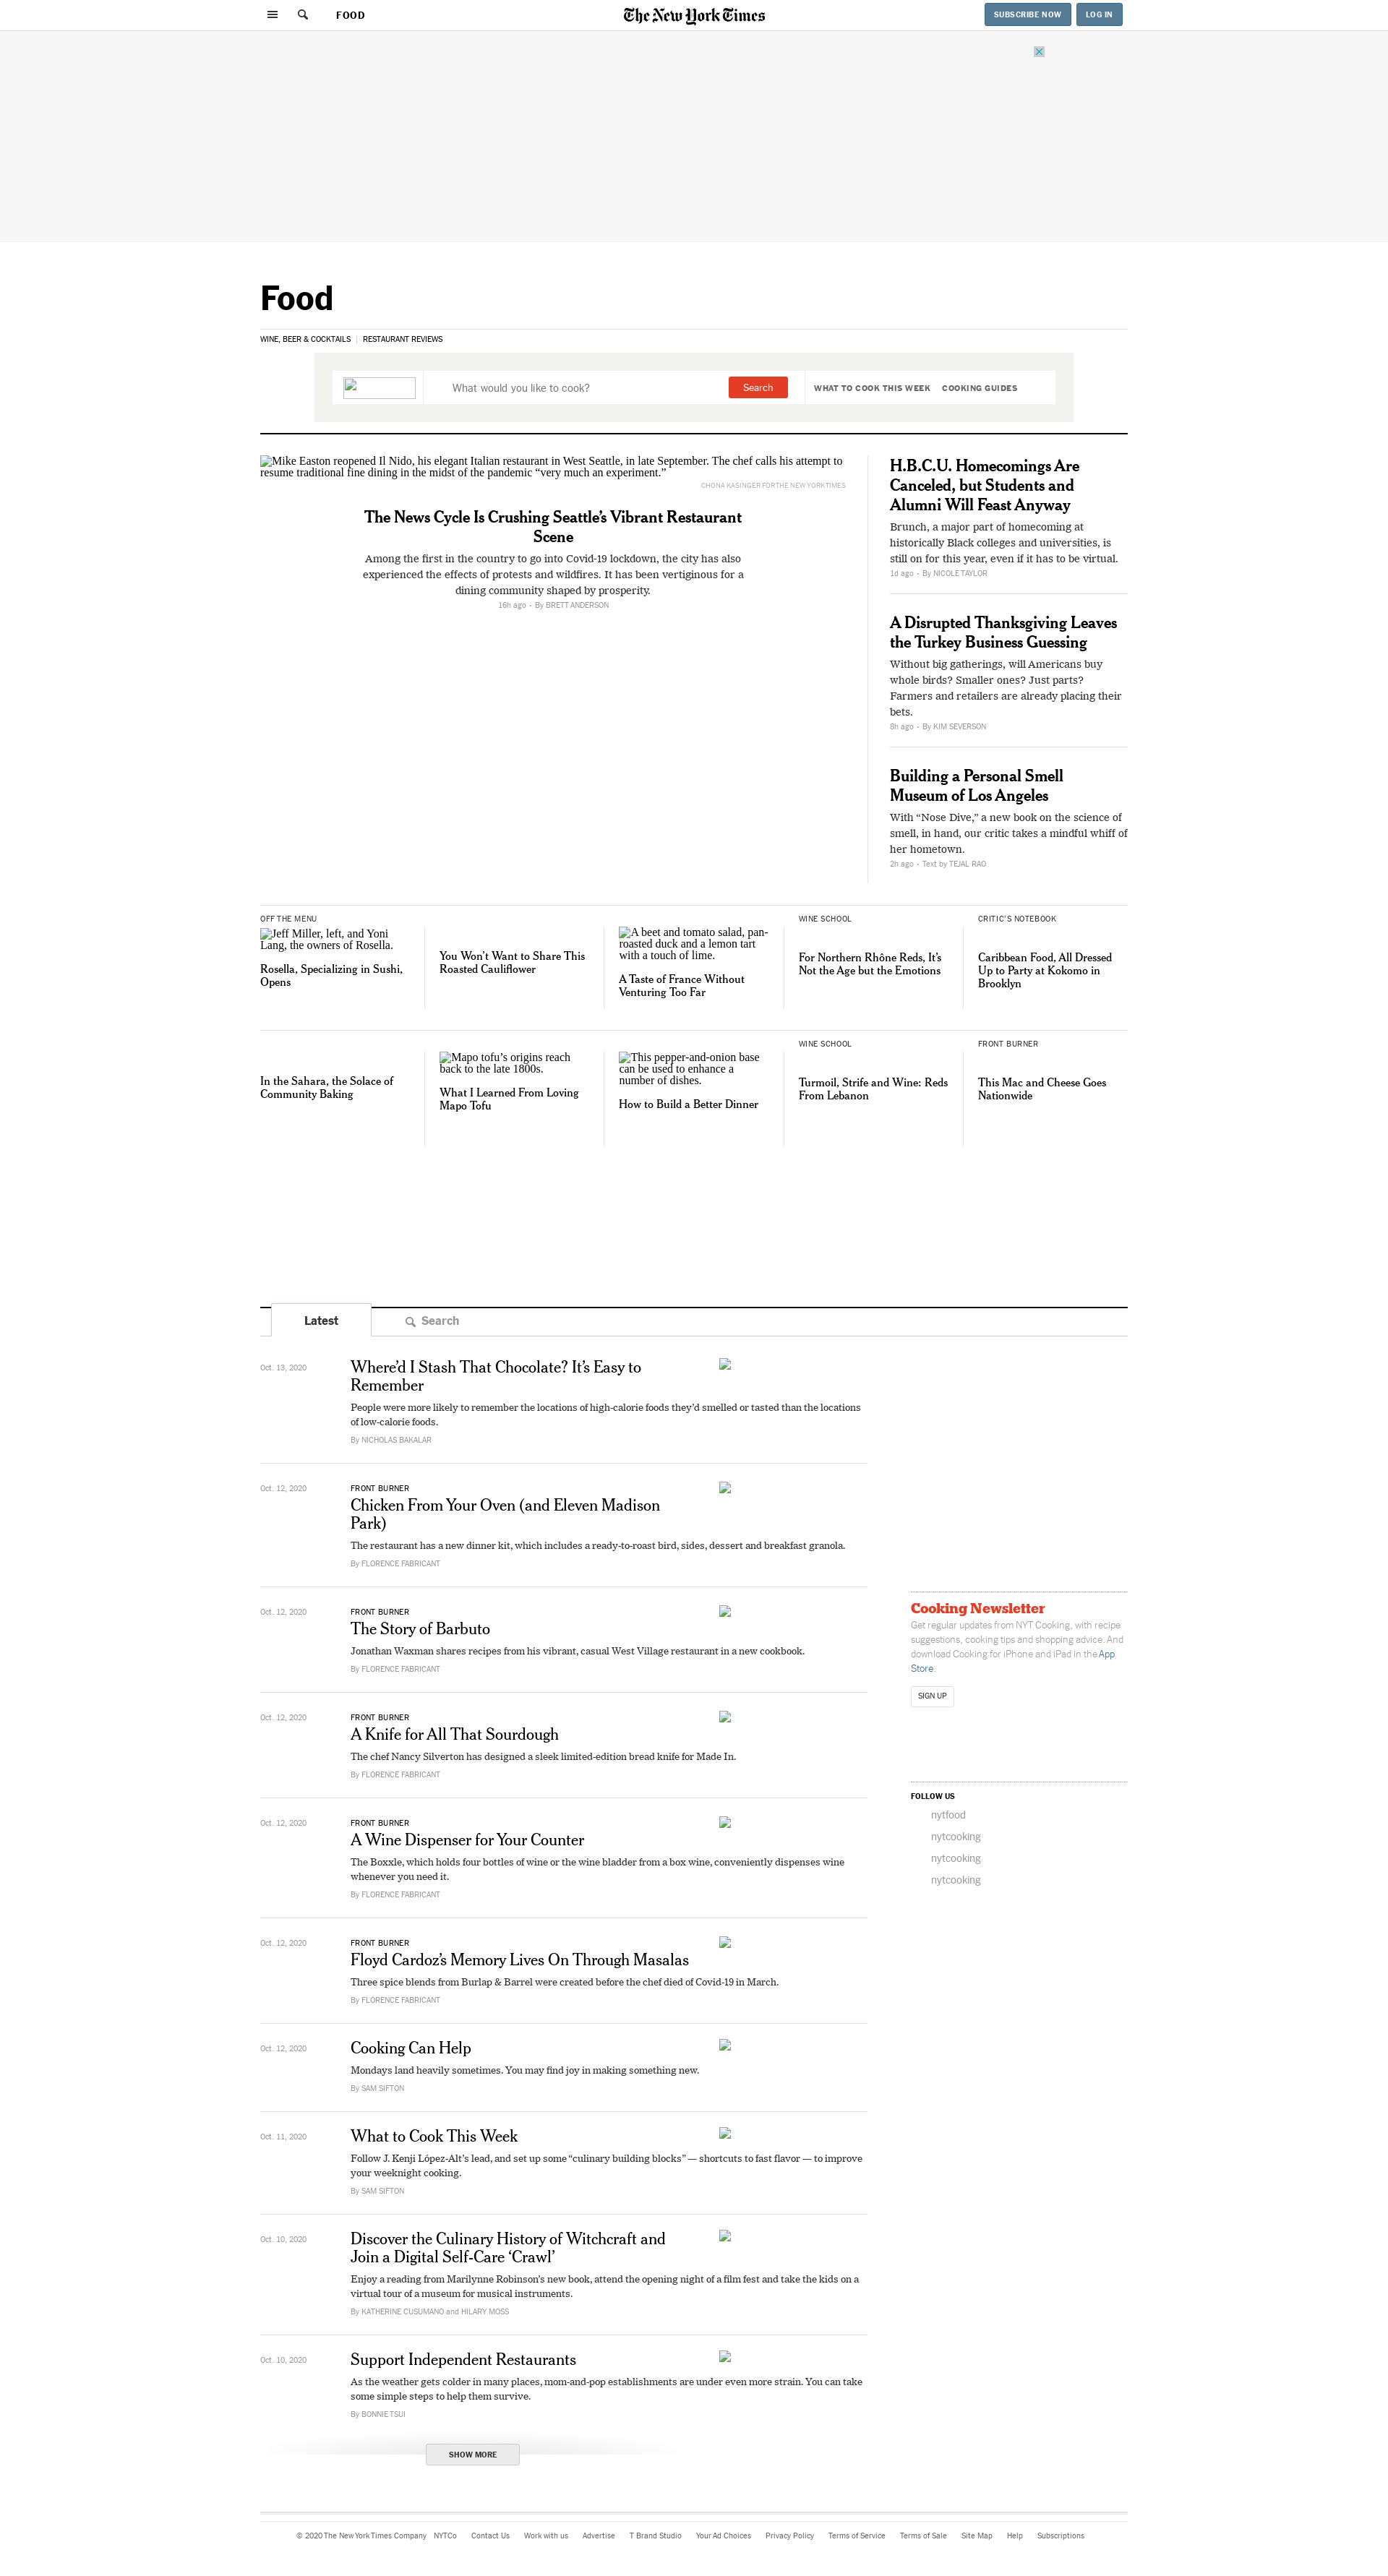 FOOD
The New York Times
SUBSCRIBE NOW
LOG IN
Food
WINE, BEER & COCKTAILS
RESTAURANT REVIEWS
What would you like to cook?
Search
WHAT TO COOK THIS WEEK
COOKING GUIDES
Mike Easton reopened Il Nido, his elegant Italian restaurant in West Seattle, in late September. The chef calls his attempt to
resume traditional fine dining in the midst of the pandemic “very much an experiment.”
CHONA KASINGER FOR THE NEW YORK TIMES
The News Cycle Is Crushing Seattle’s Vibrant Restaurant
Scene
Among the first in the country to go into Covid-19 lockdown, the city has also
experienced the effects of protests and wildfires. It has been vertiginous for a
dining community shaped by prosperity.
16h ago • By BRETT ANDERSON
H.B.C.U. Homecomings Are
Canceled, but Students and
Alumni Will Feast Anyway
Brunch, a major part of homecoming at
historically Black colleges and universities, is
still on for this year, even if it has to be virtual.
1d ago • By NICOLE TAYLOR
A Disrupted Thanksgiving Leaves
the Turkey Business Guessing
Without big gatherings, will Americans buy
whole birds? Smaller ones? Just parts?
Farmers and retailers are already placing their
bets.
8h ago • By KIM SEVERSON
Building a Personal Smell
Museum of Los Angeles
With “Nose Dive,” a new book on the science of
smell, in hand, our critic takes a mindful whiff of
her hometown.
2h ago • Text by TEJAL RAO
OFF THE MENU
Jeff Miller, left, and Yoni
Lang, the owners of Rosella.
Rosella, Specializing in Sushi,
Opens
You Won’t Want to Share This
Roasted Cauliflower
A beet and tomato salad, pan-
roasted duck and a lemon tart
with a touch of lime.
A Taste of France Without
Venturing Too Far
WINE SCHOOL
For Northern Rhône Reds, It’s
Not the Age but the Emotions
CRITIC’S NOTEBOOK
Caribbean Food, All Dressed
Up to Party at Kokomo in
Brooklyn
In the Sahara, the Solace of
Community Baking
Mapo tofu’s origins reach
back to the late 1800s.
What I Learned From Loving
Mapo Tofu
This pepper-and-onion base
can be used to enhance a
number of dishes.
How to Build a Better Dinner
WINE SCHOOL
Turmoil, Strife and Wine: Reds
From Lebanon
FRONT BURNER
This Mac and Cheese Goes
Nationwide
Latest
Search
Oct. 13, 2020
Where’d I Stash That Chocolate? It’s Easy to
Remember
People were more likely to remember the locations of high-calorie foods they’d smelled or tasted than the locations
of low-calorie foods.
By NICHOLAS BAKALAR
Oct. 12, 2020
FRONT BURNER
Chicken From Your Oven (and Eleven Madison
Park)
The restaurant has a new dinner kit, which includes a ready-to-roast bird, sides, dessert and breakfast granola.
By FLORENCE FABRICANT
Oct. 12, 2020
FRONT BURNER
The Story of Barbuto
Jonathan Waxman shares recipes from his vibrant, casual West Village restaurant in a new cookbook.
By FLORENCE FABRICANT
Oct. 12, 2020
FRONT BURNER
A Knife for All That Sourdough
The chef Nancy Silverton has designed a sleek limited-edition bread knife for Made In.
By FLORENCE FABRICANT
Oct. 12, 2020
FRONT BURNER
A Wine Dispenser for Your Counter
The Boxxle, which holds four bottles of wine or the wine bladder from a box wine, conveniently dispenses wine
whenever you need it.
By FLORENCE FABRICANT
Oct. 12, 2020
FRONT BURNER
Floyd Cardoz’s Memory Lives On Through Masalas
Three spice blends from Burlap & Barrel were created before the chef died of Covid-19 in March.
By FLORENCE FABRICANT
Oct. 12, 2020
Cooking Can Help
Mondays land heavily sometimes. You may find joy in making something new.
By SAM SIFTON
Oct. 11, 2020
What to Cook This Week
Follow J. Kenji López-Alt’s lead, and set up some “culinary building blocks” — shortcuts to fast flavor — to improve
your weeknight cooking.
By SAM SIFTON
Oct. 10, 2020
Discover the Culinary History of Witchcraft and
Join a Digital Self-Care ‘Crawl’
Enjoy a reading from Marilynne Robinson’s new book, attend the opening night of a film fest and take the kids on a
virtual tour of a museum for musical instruments.
By KATHERINE CUSUMANO and HILARY MOSS
Oct. 10, 2020
Support Independent Restaurants
As the weather gets colder in many places, mom-and-pop establishments are under even more strain. You can take
some simple steps to help them survive.
By BONNIE TSUI
SHOW MORE
Cooking Newsletter
Get regular updates from NYT Cooking, with recipe
suggestions, cooking tips and shopping advice. And
download Cooking for iPhone and iPad in the App
Store.
SIGN UP
FOLLOW US
nytfood
nytcooking
nytcooking
nytcooking
© 2020 The New York Times Company NYTCo Contact Us Work with us Advertise T Brand Studio Your Ad Choices Privacy Policy Terms of Service Terms of Sale Site Map Help Subscriptions